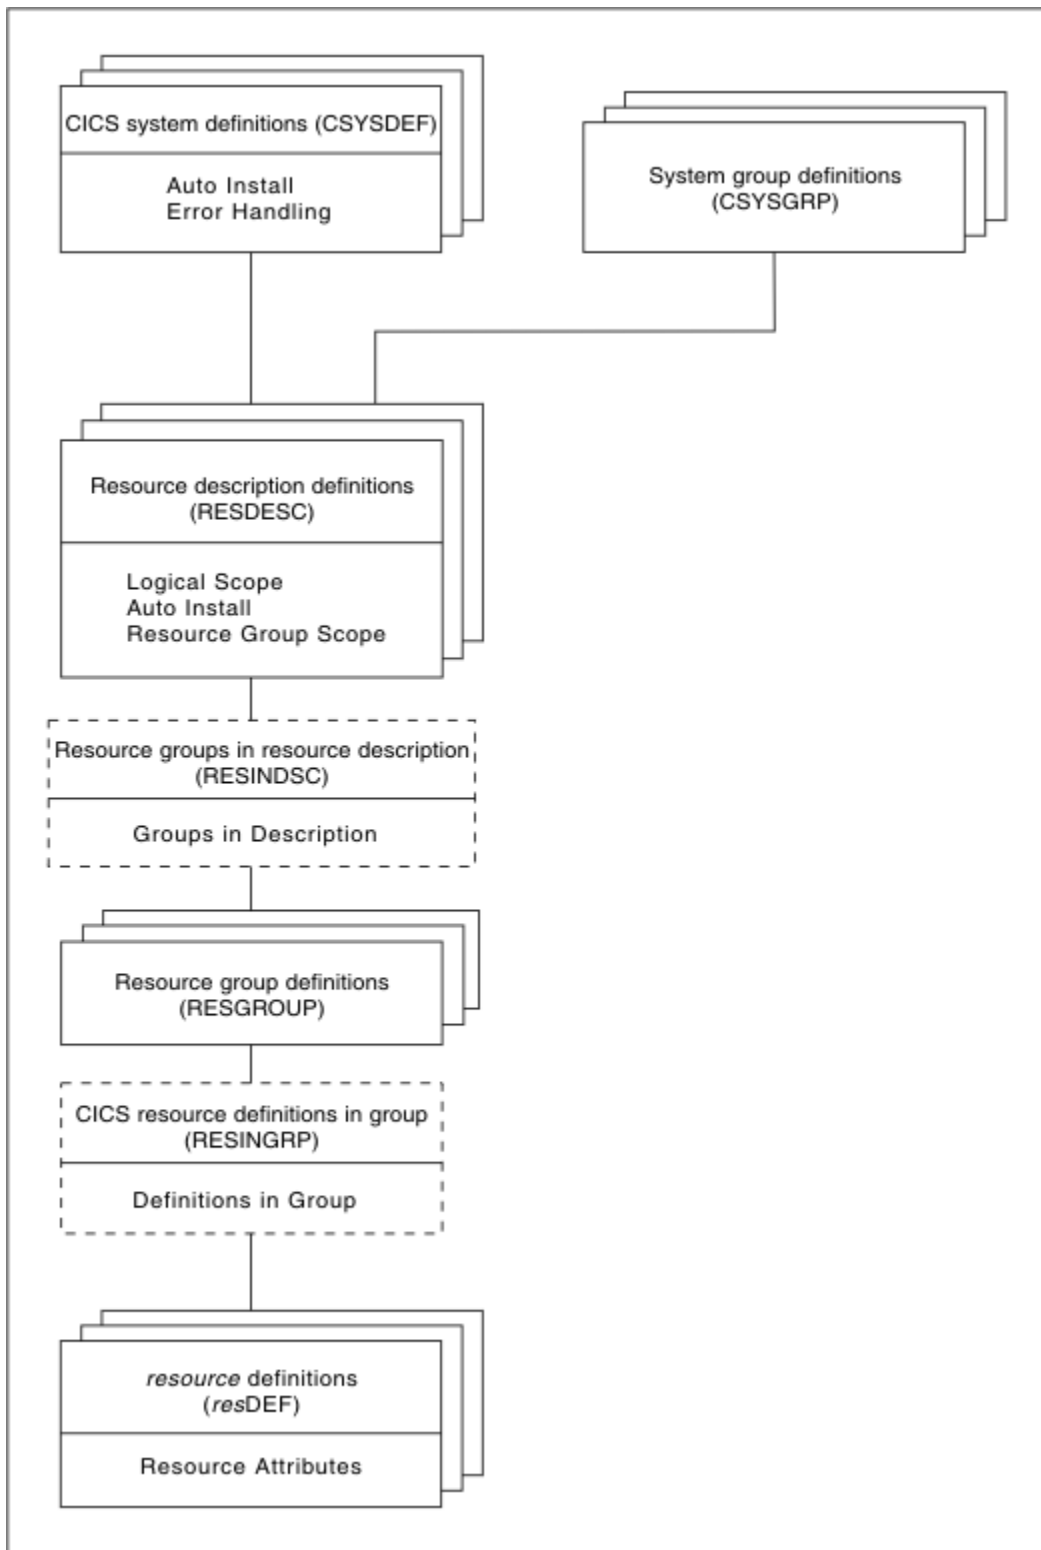 CICS system definitions (CSYSDEF)
Auto Install
Error Handling
System group definitions
(CSYSGRP)
Resource description definitions
(RESDESC)
Logical Scope
Auto Install
Resource Group Scope
Resource groups in resource description
(RESINDSC)
Groups in Description
Resource group definitions
(RESGROUP)
CICS resource definitions in group
(RESINGRP)
Definitions in Group
resource definitions
(resDEF)
Resource Attributes